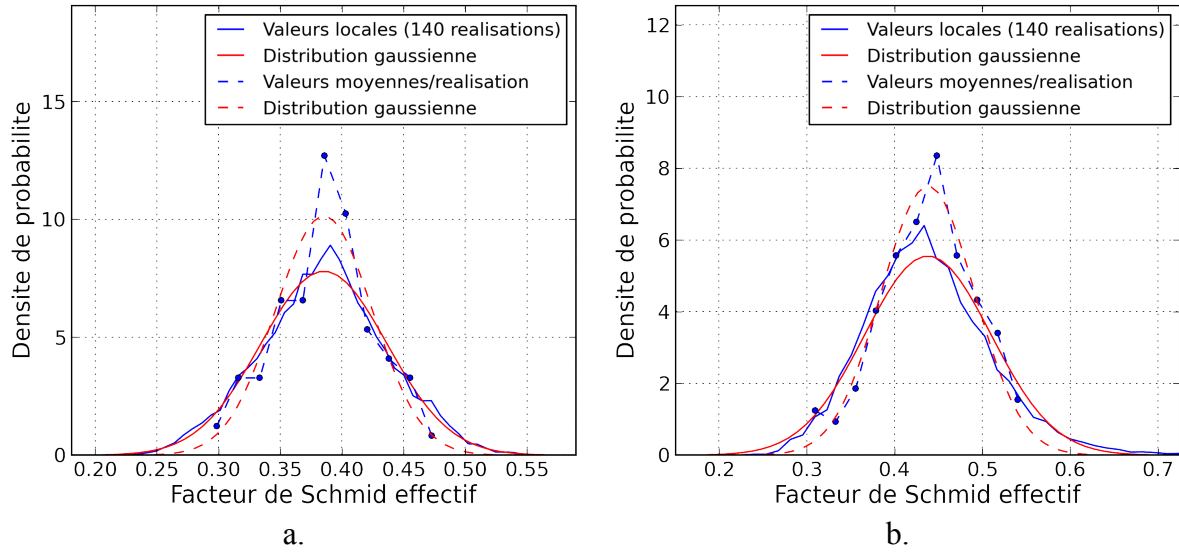 Valeurs locales (140 realisations)
Distribution gaussienne
Valeurs moyennes/realisation
Distribution gaussienne
Densite de probabilite
15
10
5
0
0.20 0.25 0.30 0.35 0.40 0.45 0.50 0.55
Facteur de Schmid effectif
a.
Valeurs locales (140 realisations)
Distribution gaussienne
Valeurs moyennes/realisation
Distribution gaussienne
Densite de probabilite
12
10
8
6
4
2
0
0.2 0.3 0.4 0.5 0.6 0.7
Facteur de Schmid effectif
b.